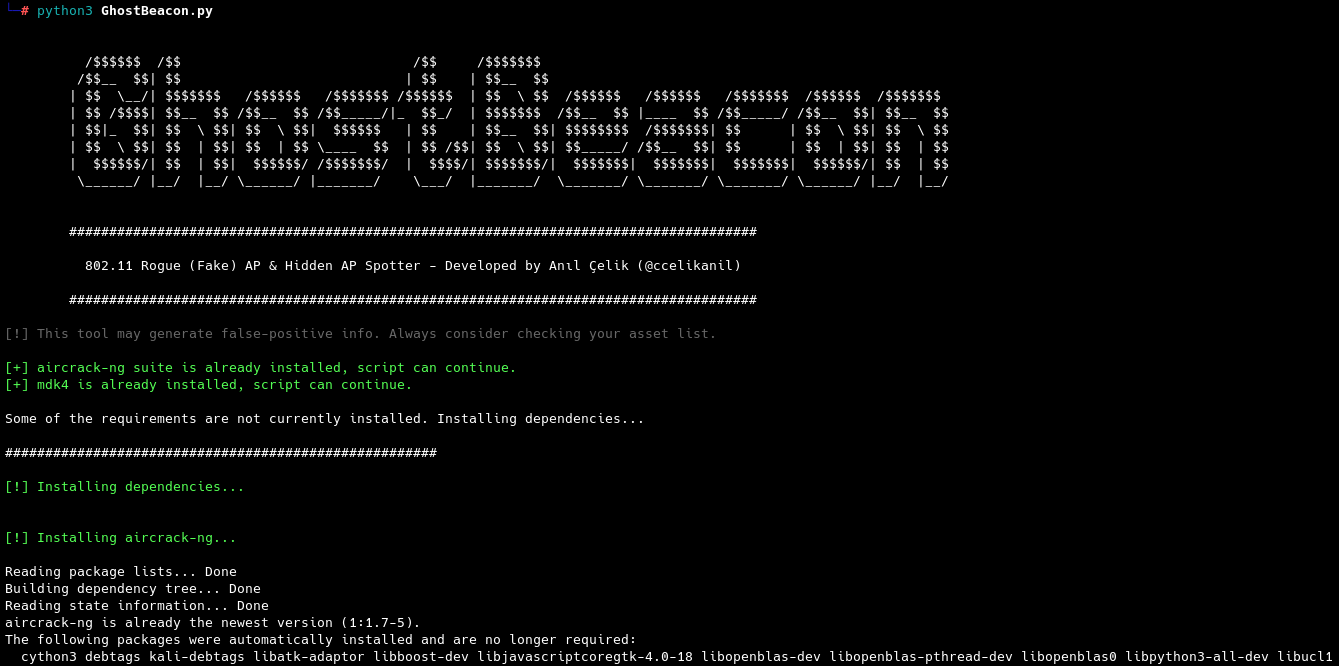 └─# python3 GhostBeacon.py
  /$$$$$$  /$$                             /$$     /$$$$$$$
 /$$__  $$| $$                            | $$    | $$__  $$
| $$  \__/| $$$$$$$   /$$$$$$   /$$$$$$$ /$$$$$$  | $$  \ $$  /$$$$$$   /$$$$$$   /$$$$$$$  /$$$$$$  /$$$$$$$
| $$ /$$$$| $$__  $$ /$$__  $$ /$$_____/|_  $$_/  | $$$$$$$  /$$__  $$ |____  $$ /$$_____/ /$$__  $$| $$__  $$
| $$|_  $$| $$  \ $$| $$  \ $$|  $$$$$$   | $$    | $$__  $$| $$$$$$$$  /$$$$$$$| $$      | $$  \ $$| $$  \ $$
| $$  \ $$| $$  | $$| $$  | $$ \____  $$  | $$ /$$| $$  \ $$| $$_____/ /$$__  $$| $$      | $$  | $$| $$  | $$
|  $$$$$$/| $$  | $$|  $$$$$$/ /$$$$$$$/  |  $$$$/| $$$$$$$/|  $$$$$$$|  $$$$$$$|  $$$$$$$|  $$$$$$/| $$  | $$
 \______/ |__/  |__/ \______/ |_______/    \___/  |_______/  \_______/ \_______/ \_______/ \______/ |__/  |__/
######################################################################################
802.11 Rogue (Fake) AP & Hidden AP Spotter - Developed by Anıl Çelik (@ccelikanil)
######################################################################################
[!] This tool may generate false-positive info. Always consider checking your asset list.
[+] aircrack-ng suite is already installed, script can continue.
[+] mdk4 is already installed, script can continue.
Some of the requirements are not currently installed. Installing dependencies...
######################################################
[!] Installing dependencies...
[!] Installing aircrack-ng...
Reading package lists... Done
Building dependency tree... Done
Reading state information... Done
aircrack-ng is already the newest version (1:1.7-5).
The following packages were automatically installed and are no longer required:
  cython3 debtags kali-debtags libatk-adaptor libboost-dev libjavascriptcoregtk-4.0-18 libopenblas-dev libopenblas-pthread-dev libopenblas0 libpython3-all-dev libucl1